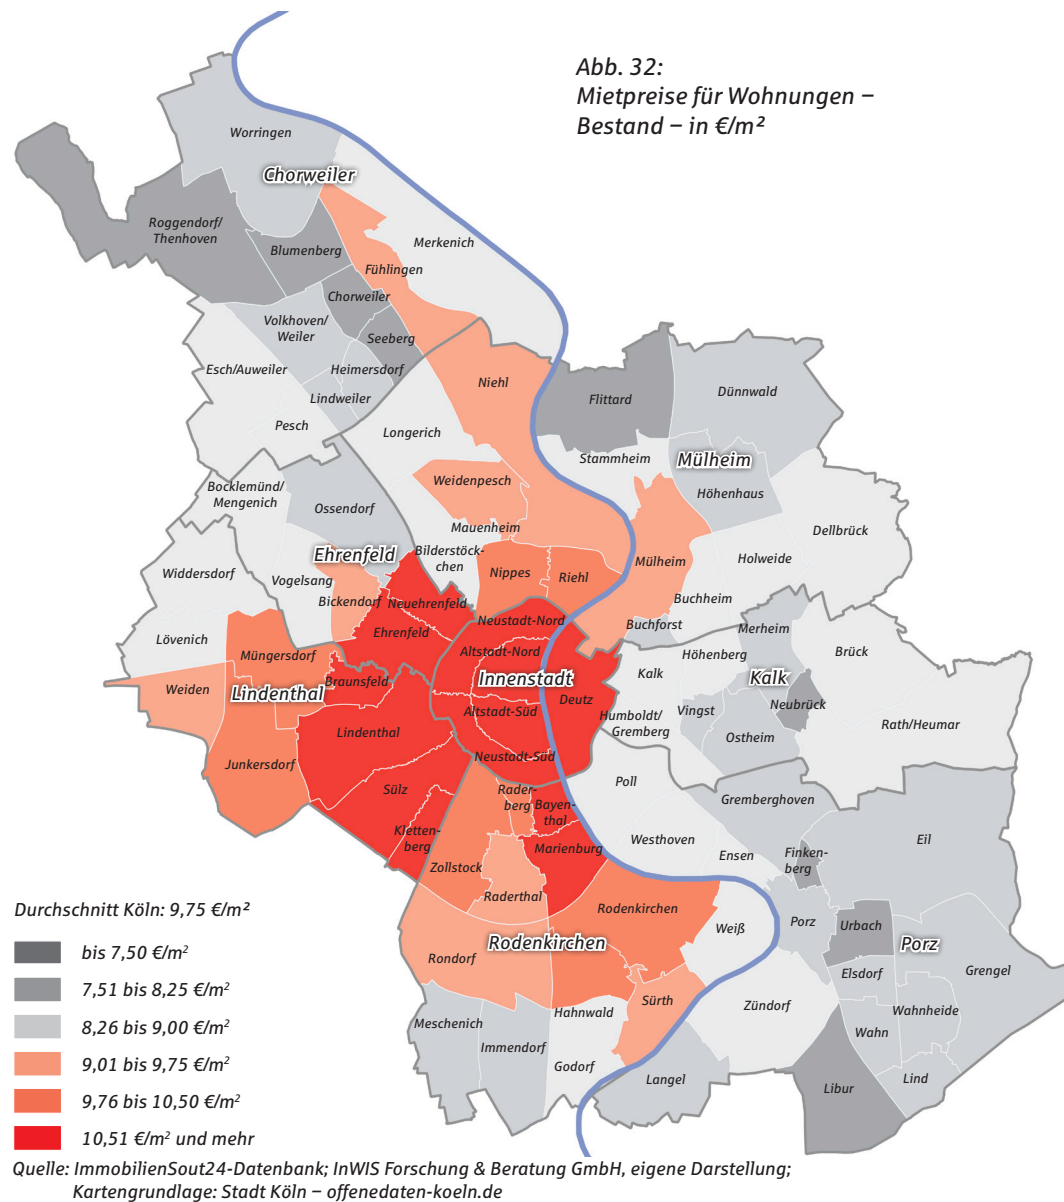 Abb. 32:
Mietpreise für Wohnungen –
Bestand – in €/m²
Worringen
Chorweiler
Roggendorf/
Thenhoven
Blumenberg
Merkenich
Fühlingen
Chorweiler
Volkhoven/
Weiler
Seeberg
Esch/Auweiler
Heimersdorf
Lindweiler
Pesch
Niehl
Flittard
Dünnwald
Longerich
Stammheim
Mülheim
Weidenpesch
Höhenhaus
Bocklemünd/
Mengenich
Ossendorf
Mauenheim
Dellbrück
Ehrenfeld
Bilderstöck-
chen
Holweide
Widdersdorf
Vogelsang
Nippes
Riehl
Mülheim
Bickendorf
Neuehrenfeld
Buchheim
Neustadt-Nord
Buchforst
Merheim
Lövenich
Ehrenfeld
Altstadt-Nord
Höhenberg
Brück
Müngersdorf
Kalk
Kalk
Weiden
Lindenthal
Braunsfeld
Innenstadt
Deutz
Neubrück
Altstadt-Süd
Humboldt/
Gremberg
Vingst
Rath/Heumar
Lindenthal
Ostheim
Junkersdorf
Neustadt-Süd
Poll
Sülz
Rader-
berg
Bayen-
thal
Gremberghoven
Kletten-
berg
Westhoven
Eil
Marienburg
Ensen
Finken-
berg
Zollstock
Raderthal
Rodenkirchen
Weiß
Porz
Urbach
Porz
Rodenkirchen
Rondorf
Elsdorf
Grengel
Sürth
Zündorf
Wahnheide
Hahnwald
Meschenich
Wahn
Immendorf
Godorf
Langel
Lind
Libur
Durchschnitt Köln: 9,75 €/m²
bis 7,50 €/m²
7,51 bis 8,25 €/m²
8,26 bis 9,00 €/m²
9,01 bis 9,75 €/m²
9,76 bis 10,50 €/m²
10,51 €/m² und mehr
Quelle: ImmobilienSout24-Datenbank; InWIS Forschung & Beratung GmbH, eigene Darstellung;
Kartengrundlage: Stadt Köln – offenedaten-koeln.de